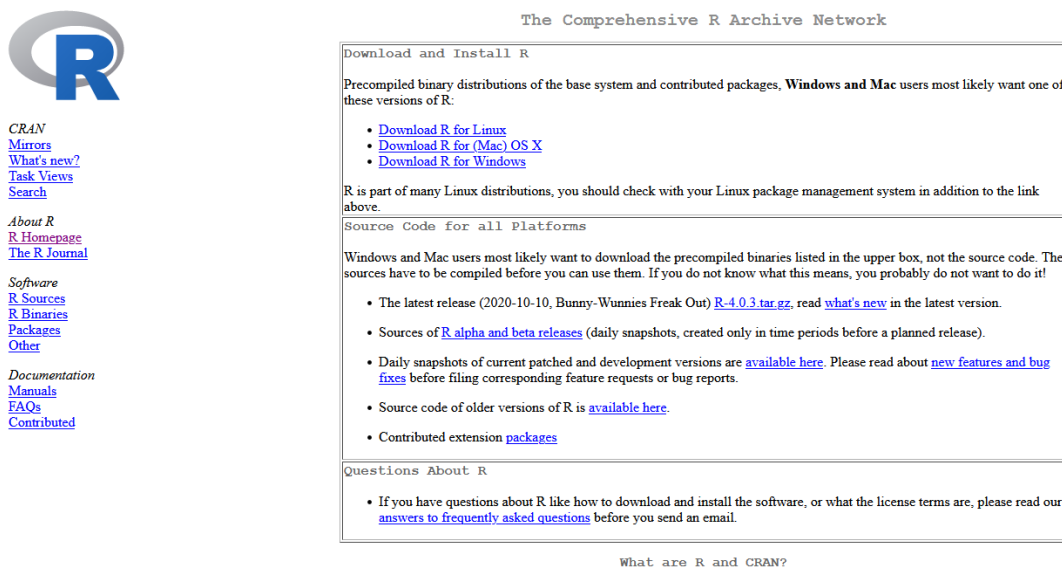 R
CRAN
Mirrors
What's new?
Task Views
Search
About R
R Homepage
The R Journal
Software
R Sources
R Binaries
Packages
Other
Documentation
Manuals
FAQs
Contributed
The Comprehensive R Archive Network
Download and Install R
Precompiled binary distributions of the base system and contributed packages, Windows and Mac users most likely want one of
these versions of R:
• Download R for Linux
• Download R for (Mac) OS X
• Download R for Windows
R is part of many Linux distributions, you should check with your Linux package management system in addition to the link
above.
Source Code for all Platforms
Windows and Mac users most likely want to download the precompiled binaries listed in the upper box, not the source code. The
sources have to be compiled before you can use them. If you do not know what this means, you probably do not want to do it!
• The latest release (2020-10-10, Bunny-Wunnies Freak Out) R-4.0.3.tar.gz, read what's new in the latest version.
• Sources of R alpha and beta releases (daily snapshots, created only in time periods before a planned release).
• Daily snapshots of current patched and development versions are available here. Please read about new features and bug
fixes before filing corresponding feature requests or bug reports.
• Source code of older versions of R is available here.
• Contributed extension packages
Questions About R
• If you have questions about R like how to download and install the software, or what the license terms are, please read our
answers to frequently asked questions before you send an email.
What are R and CRAN?